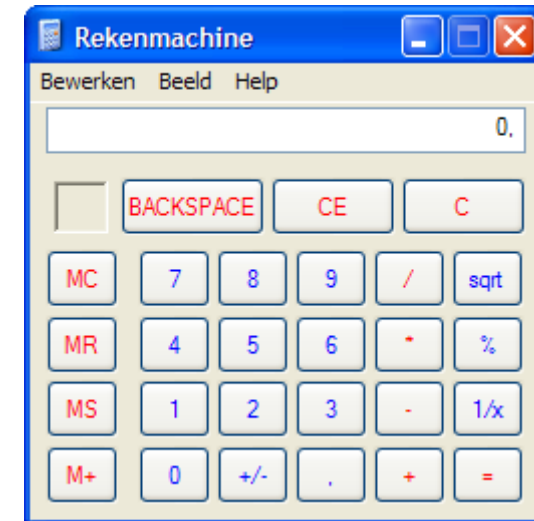 Rekenmachine
Bewerken Beeld Help
0,
BACKSPACE CE C
MC 7 8 9 / sqrt
MR 4 5 6 * %
MS 1 2 3 - 1/x
M+ 0 +/- , + =